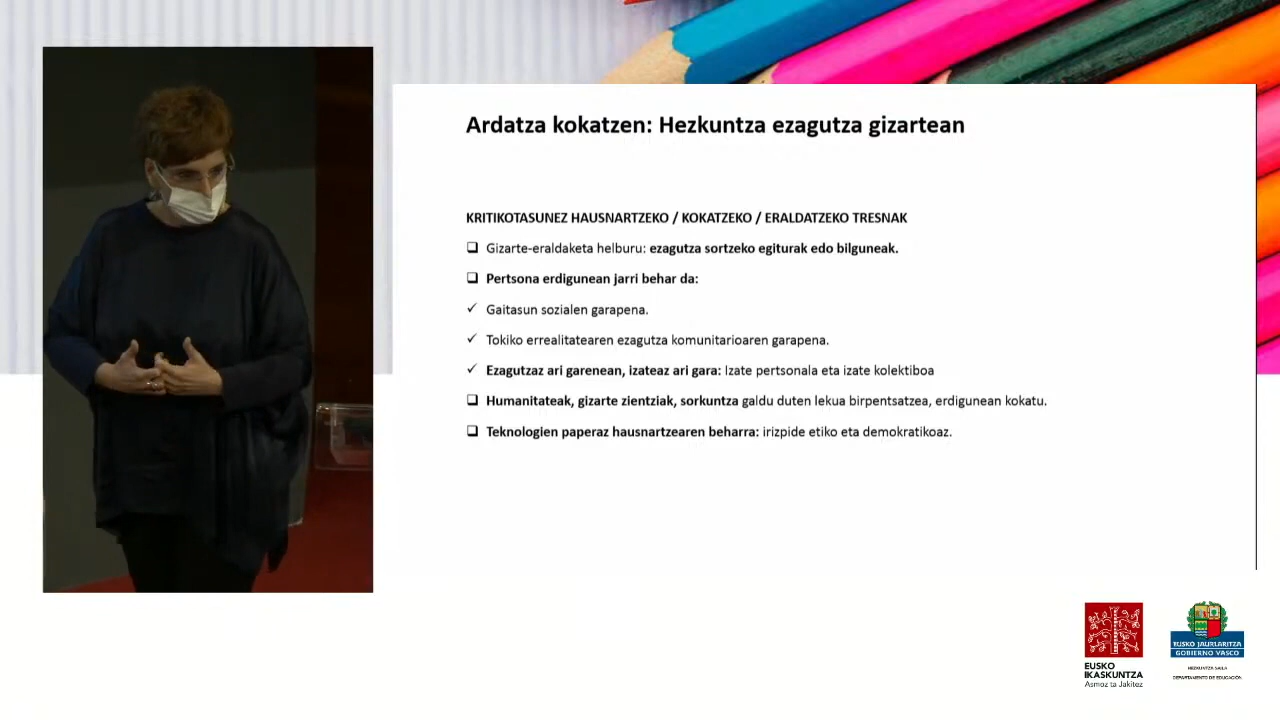 Ardatza kokatzen: Hezkuntza ezagutza gizartean
KRITIKOTASUNEZ HAUSNARTZEKO / KOKATZEKO / ERALDATZEKO TRESNAK
❑ Gizarte-eraldaketa helburu: ezagutza sortzeko egiturak edo bilguneak.
❑ Pertsona erdigunean jarri behar da:
✓ Gaitasun sozialen garapena.
✓ Tokiko errealitatearen ezagutza komunitarioaren garapena.
✓ Ezagutzaz ari garenean, izateaz ari gara: Izate pertsonala eta izate kolektiboa
❑ Humanitateak, gizarte zientziak, sorkuntza galdu duten lekua birpentsatzea, erdigunean kokatu.
❑ Teknologien paperaz hausnartzearen beharra: irizpide etiko eta demokratikoaz.
EUSKO
IKASKUNTZA
Asmoz ta Jakitez
EUSKO JAURLARITZA
GOBIERNO VASCO
HEZKUNTZA SAILA
DEPARTAMENTO DE EDUCACIÓN